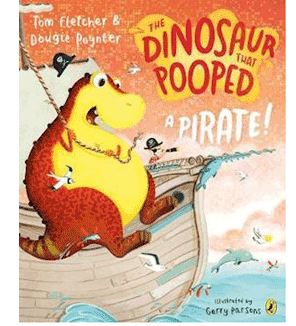 Tom Fletcher &
Dougie Poynter
THE
DINOSAUR
THAT
POOPED
A PIRATE!
Illustrated by
Garry Parsons